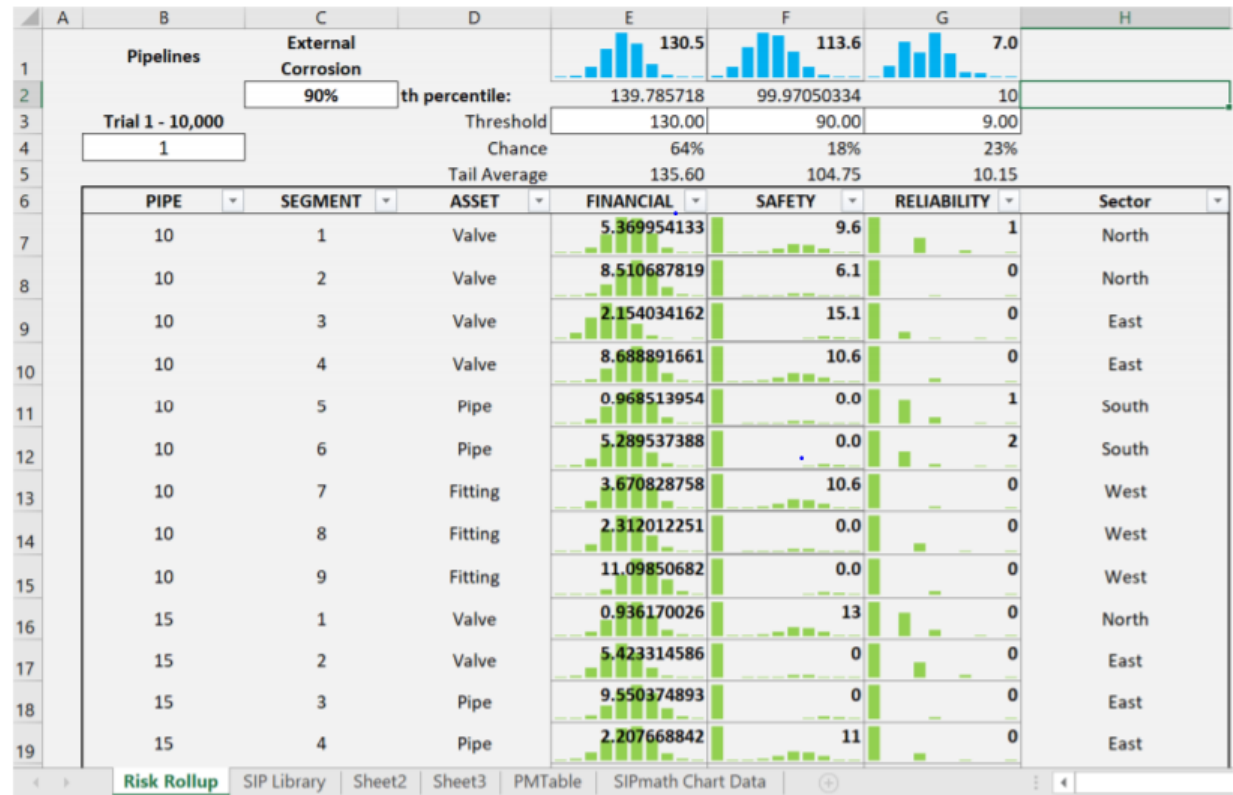 A B C D E F G H
1 Pipelines External Corrosion 130.5 113.6 7.0
2 90% th percentile: 139.785718 99.97050334 10
3 Trial 1 - 10,000 Threshold 130.00 90.00 9.00
4 1 Chance 64% 18% 23%
5 Tail Average 135.60 104.75 10.15
6 PIPE SEGMENT ASSET FINANCIAL SAFETY RELIABILITY Sector
7 10 1 Valve 5.369954133 9.6 1 North
8 10 2 Valve 8.510687819 6.1 0 North
9 10 3 Valve 2.154034162 15.1 0 East
10 10 4 Valve 8.688891661 10.6 0 East
11 10 5 Pipe 0.968513954 0.0 1 South
12 10 6 Pipe 5.289537388 0.0 2 South
13 10 7 Fitting 3.670828758 10.6 0 West
14 10 8 Fitting 2.312012251 0.0 0 West
15 10 9 Fitting 11.09850682 0.0 0 West
16 15 1 Valve 0.936170026 13 0 North
17 15 2 Valve 5.423314586 0 0 East
18 15 3 Pipe 9.550374893 0 0 East
19 15 4 Pipe 2.207668842 11 0 East
Risk Rollup SIP Library Sheet2 Sheet3 PMTable SIPmath Chart Data